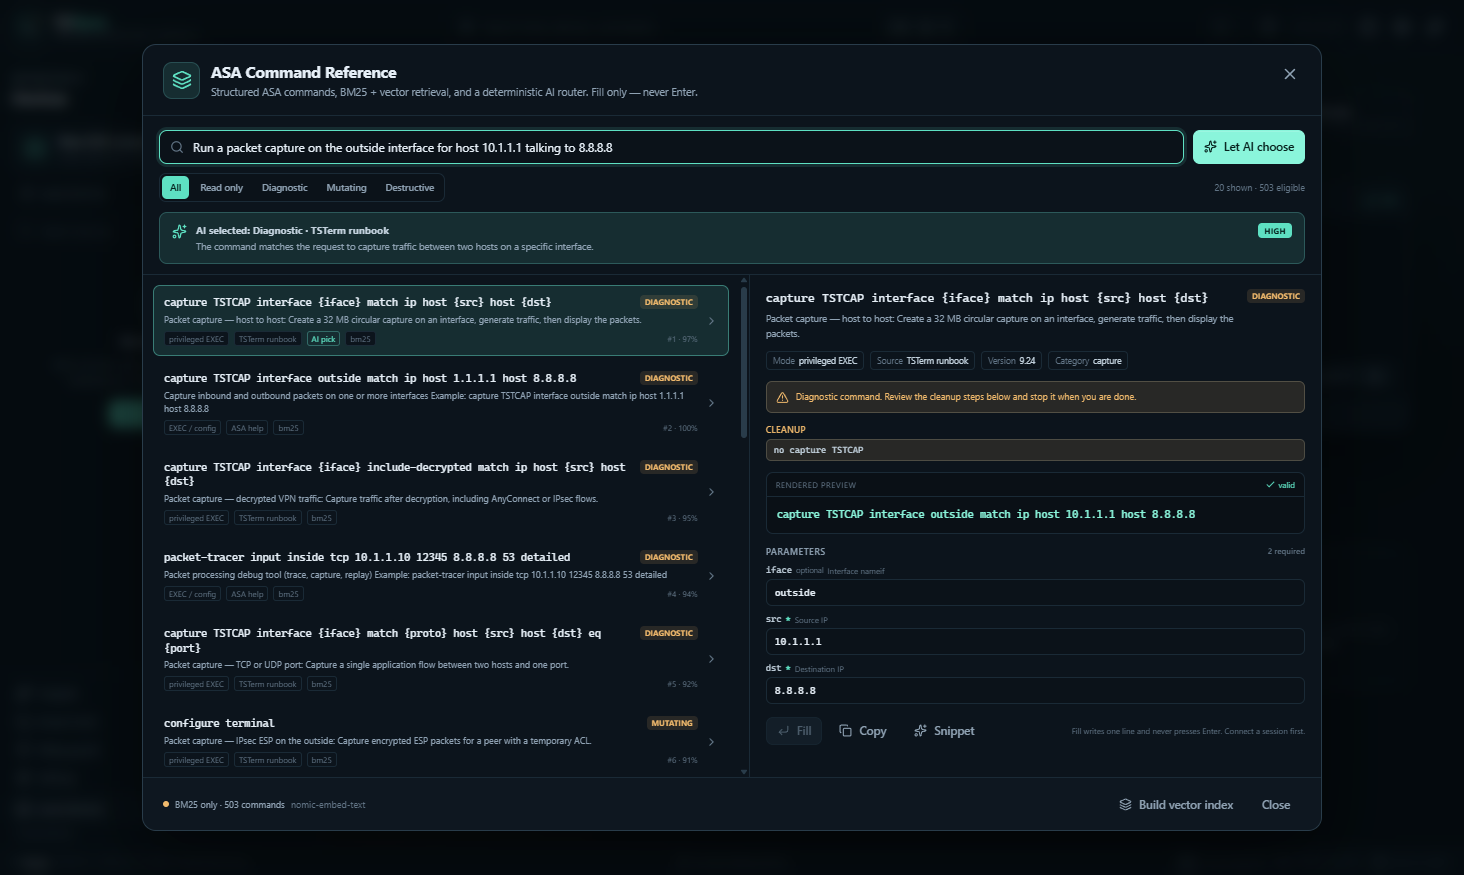 ASA Command Reference
Structured ASA commands, BM25 + vector retrieval, and a deterministic AI router. Fill only — never Enter.
Run a packet capture on the outside interface for host 10.1.1.1 talking to 8.8.8.8
Let AI choose
All Read only Diagnostic Mutating Destructive
20 shown · 503 eligible
AI selected: Diagnostic · TSTerm runbook
HIGH
The command matches the request to capture traffic between two hosts on a specific interface.
capture TSTCAP interface {iface} match ip host {src} host {dst}
DIAGNOSTIC
Packet capture — host to host: Create a 32 MB circular capture on an interface, generate traffic, then display the packets.
privileged EXEC TSTerm runbook AI pick bm25
#1 · 97%
capture TSTCAP interface outside match ip host 1.1.1.1 host 8.8.8.8
DIAGNOSTIC
Capture inbound and outbound packets on one or more interfaces Example: capture TSTCAP interface outside match ip host 1.1.1.1
host 8.8.8.8
EXEC / config ASA help bm25
#2 · 100%
capture TSTCAP interface {iface} include-decrypted match ip host {src} host
{dst}
DIAGNOSTIC
Packet capture — decrypted VPN traffic: Capture traffic after decryption, including AnyConnect or IPsec flows.
privileged EXEC TSTerm runbook bm25
#3 · 95%
packet-tracer input inside tcp 10.1.1.10 12345 8.8.8.8 53 detailed
DIAGNOSTIC
Packet processing debug tool (trace, capture, replay) Example: packet-tracer input inside tcp 10.1.1.10 12345 8.8.8.8 53 detailed
EXEC / config ASA help bm25
#4 · 94%
capture TSTCAP interface {iface} match {proto} host {src} host {dst} eq
{port}
DIAGNOSTIC
Packet capture — TCP or UDP port: Capture a single application flow between two hosts and one port.
privileged EXEC TSTerm runbook bm25
#5 · 92%
configure terminal
MUTATING
Packet capture — IPsec ESP on the outside: Capture encrypted ESP packets for a peer with a temporary ACL.
privileged EXEC TSTerm runbook bm25
#6 · 91%
capture TSTCAP interface {iface} match ip host {src} host {dst}
DIAGNOSTIC
Packet capture — host to host: Create a 32 MB circular capture on an interface, generate traffic, then display the
packets.
Mode privileged EXEC Source TSTerm runbook Version 9.24 Category capture
Diagnostic command. Review the cleanup steps below and stop it when you are done.
CLEANUP
no capture TSTCAP
RENDERED PREVIEW
valid
capture TSTCAP interface outside match ip host 10.1.1.1 host 8.8.8.8
PARAMETERS
2 required
iface optional Interface nameif
outside
src * Source IP
10.1.1.1
dst * Destination IP
8.8.8.8
Fill Copy Snippet
Fill writes one line and never presses Enter. Connect a session first.
BM25 only · 503 commands nomic-embed-text
Build vector index Close